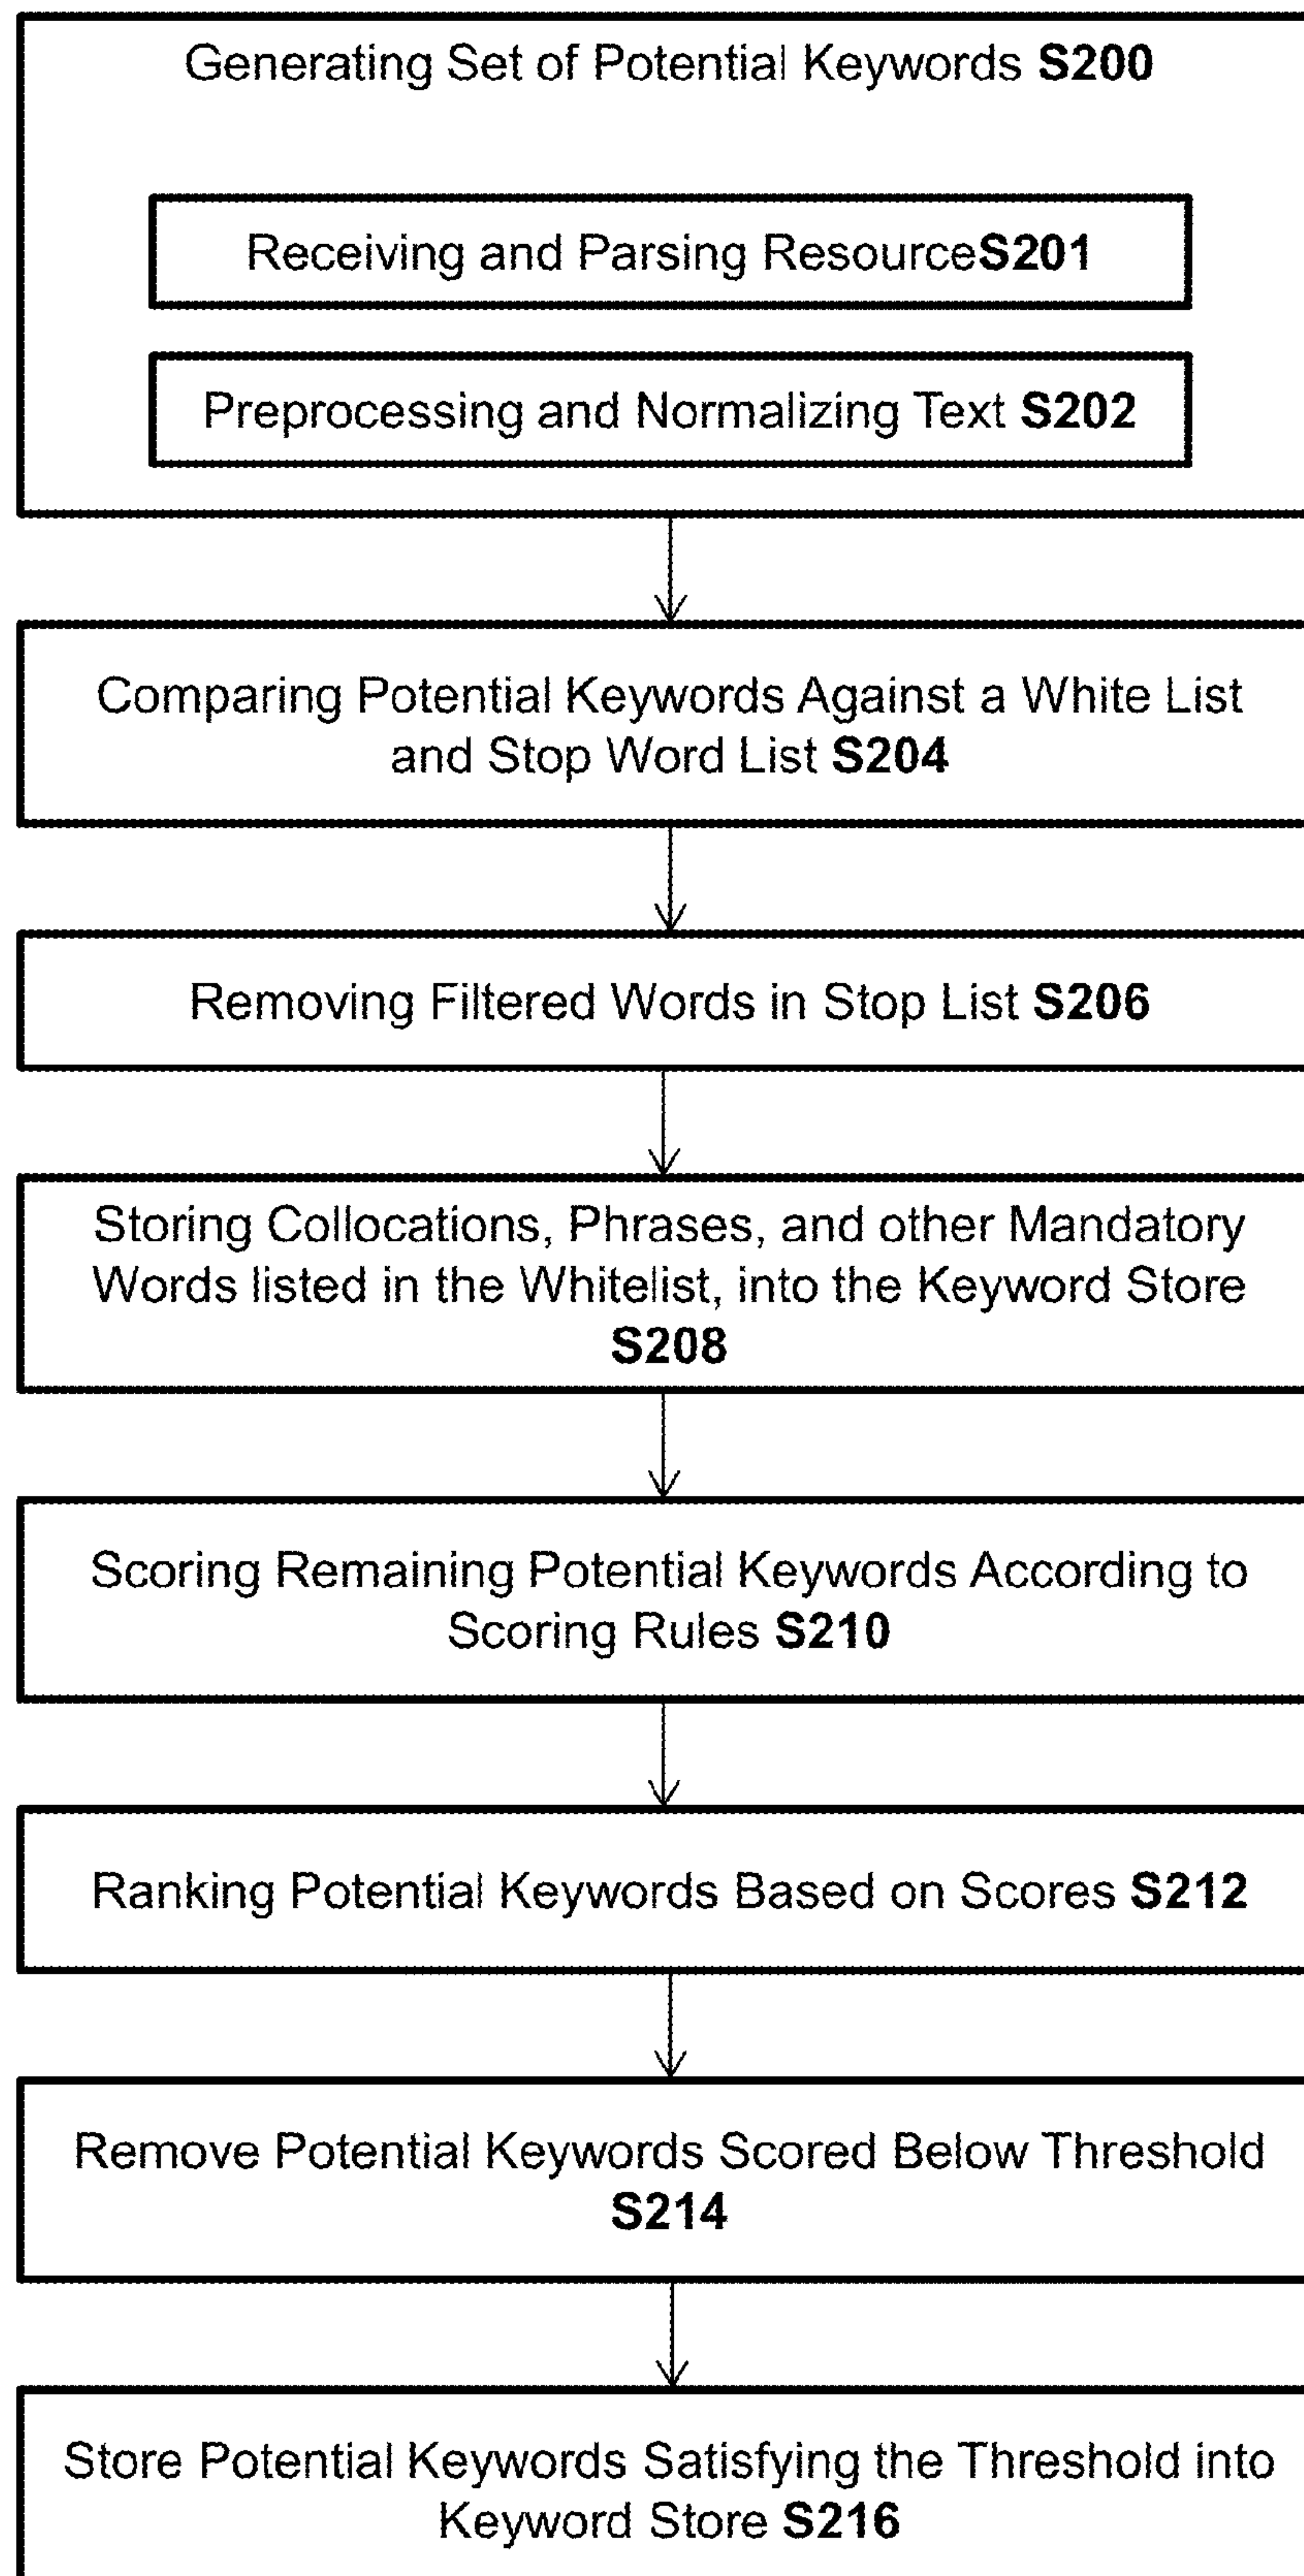 Generating Set of Potential Keywords S200
Receiving and Parsing ResourceS201
Preprocessing and Normalizing Text S202
Comparing Potential Keywords Against a White List
and Stop Word List S204
Removing Filtered Words in Stop List S206
Storing Collocations, Phrases, and other Mandatory
Words listed in the Whitelist, into the Keyword Store
S208
Scoring Remaining Potential Keywords According to
Scoring Rules S210
Ranking Potential Keywords Based on Scores S212
Remove Potential Keywords Scored Below Threshold
S214
Store Potential Keywords Satisfying the Threshold into
Keyword Store S216